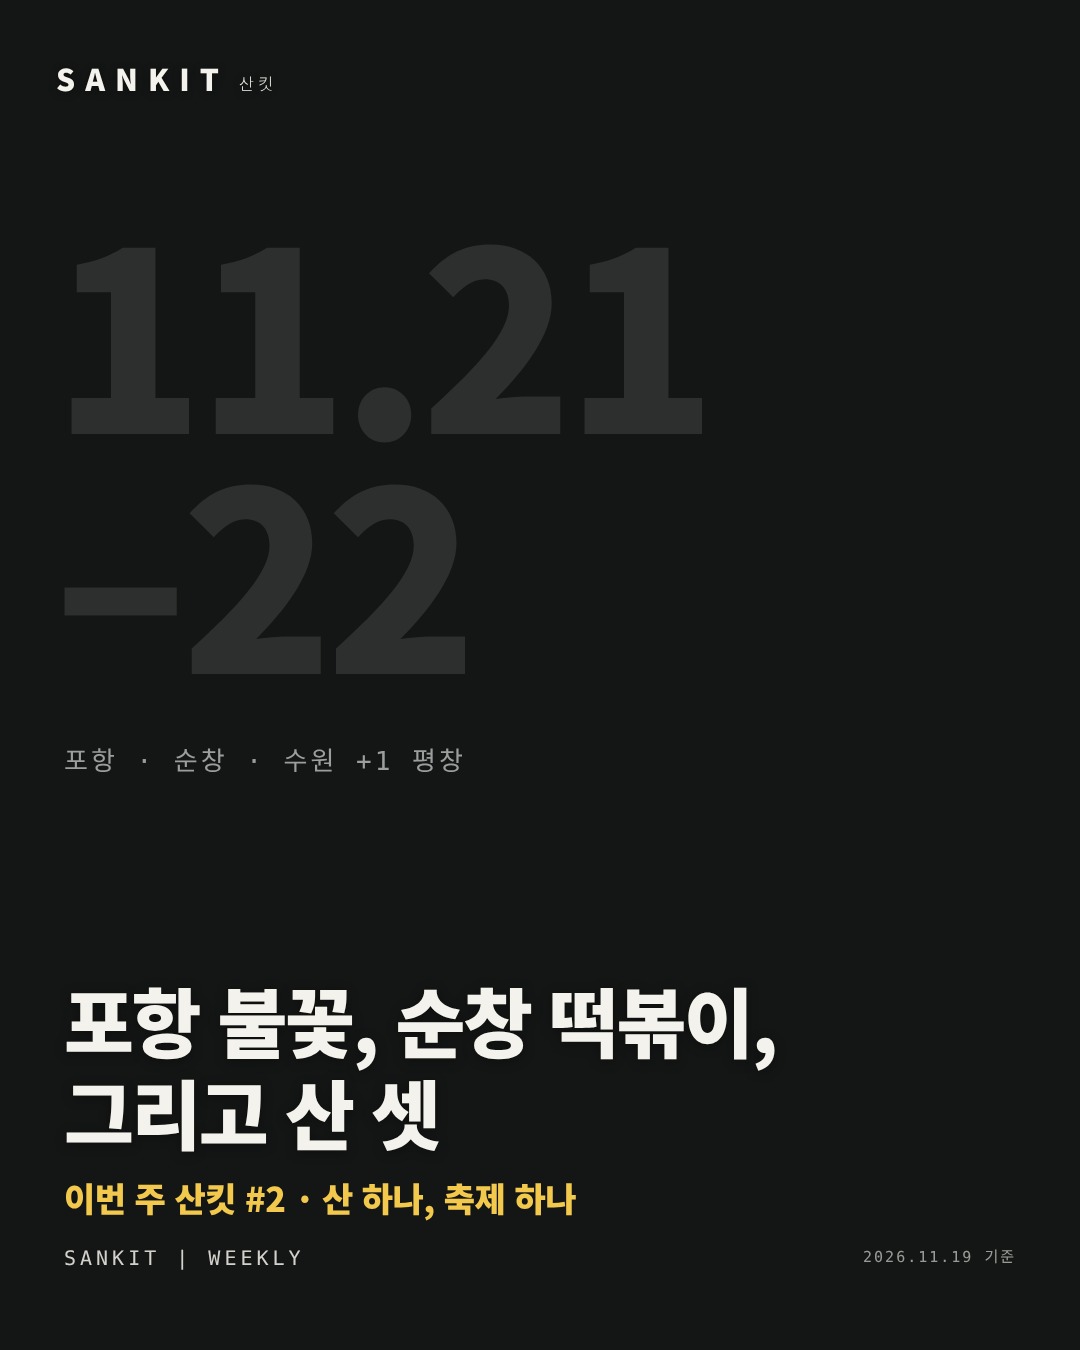 SANKIT 산킷
11.21
–22
포항 · 순창 · 수원 +1 평창
포항 불꽃, 순창 떡볶이,
그리고 산 셋
이번 주 산킷 #2 · 산 하나, 축제 하나
SANKIT | WEEKLY
2026.11.19 기준